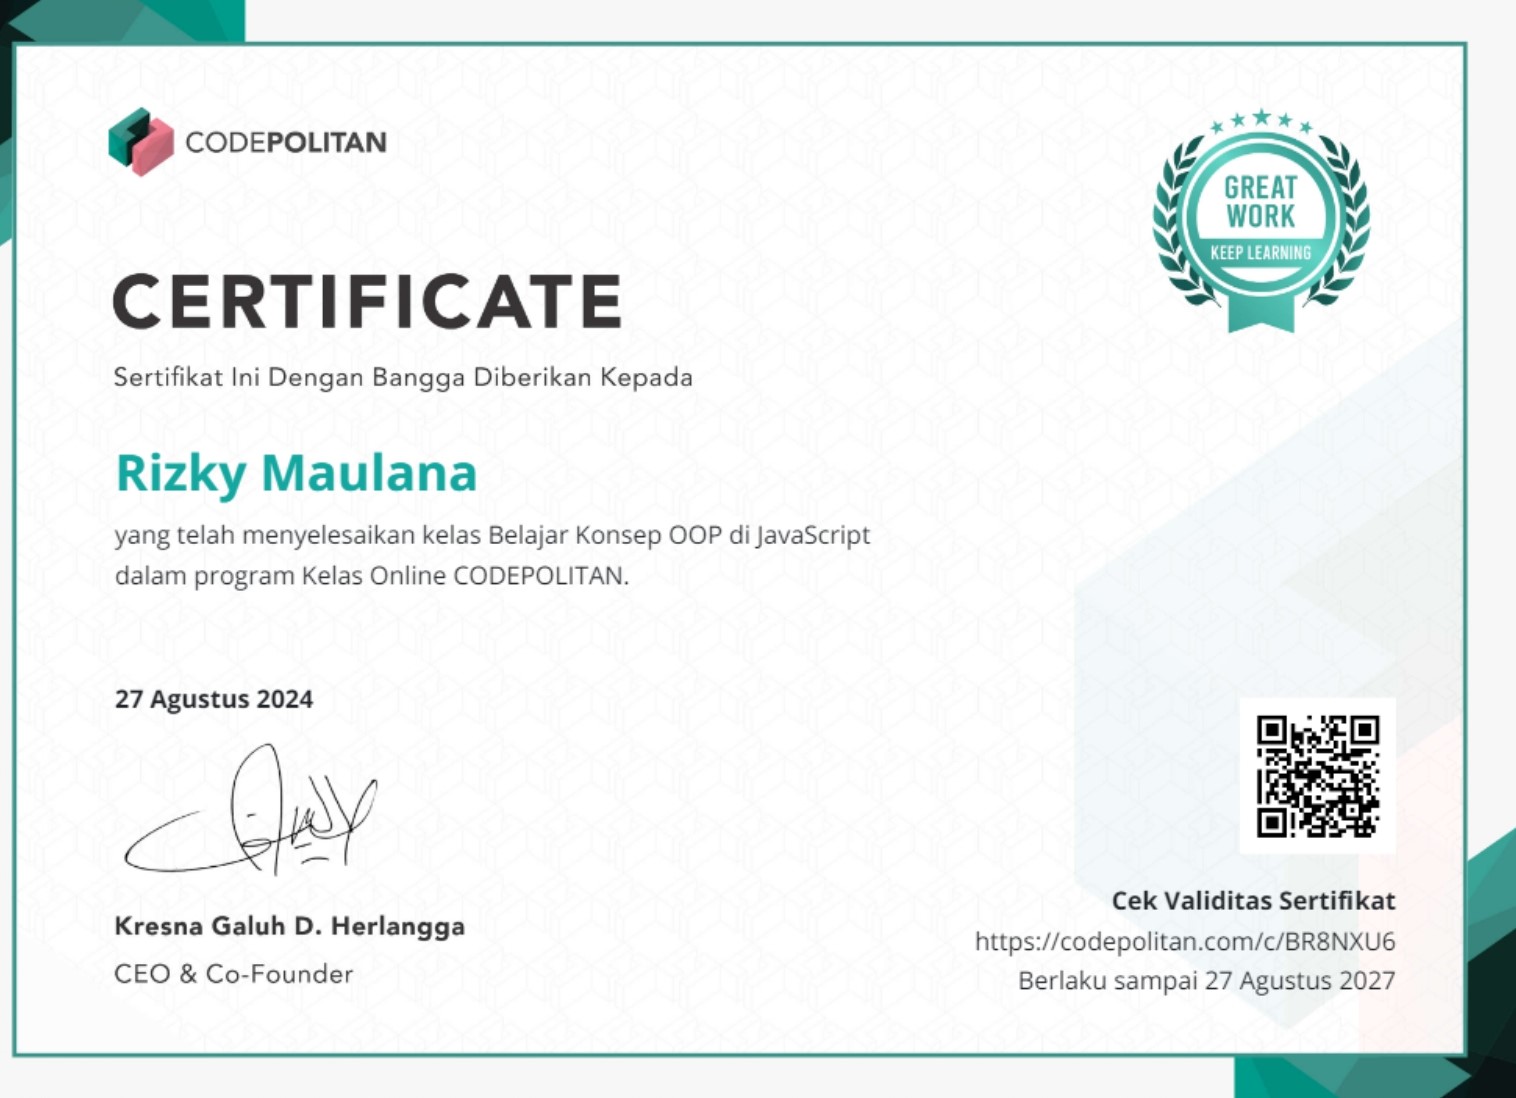 CODEPOLITAN
GREAT
WORK
KEEP LEARNING
CERTIFICATE
Sertifikat Ini Dengan Bangga Diberikan Kepada
Rizky Maulana
yang telah menyelesaikan kelas Belajar Konsep OOP di JavaScript
dalam program Kelas Online CODEPOLITAN.
27 Agustus 2024
Kresna Galuh D. Herlangga
CEO & Co-Founder
Cek Validitas Sertifikat
https://codepolitan.com/c/BR8NXU6
Berlaku sampai 27 Agustus 2027